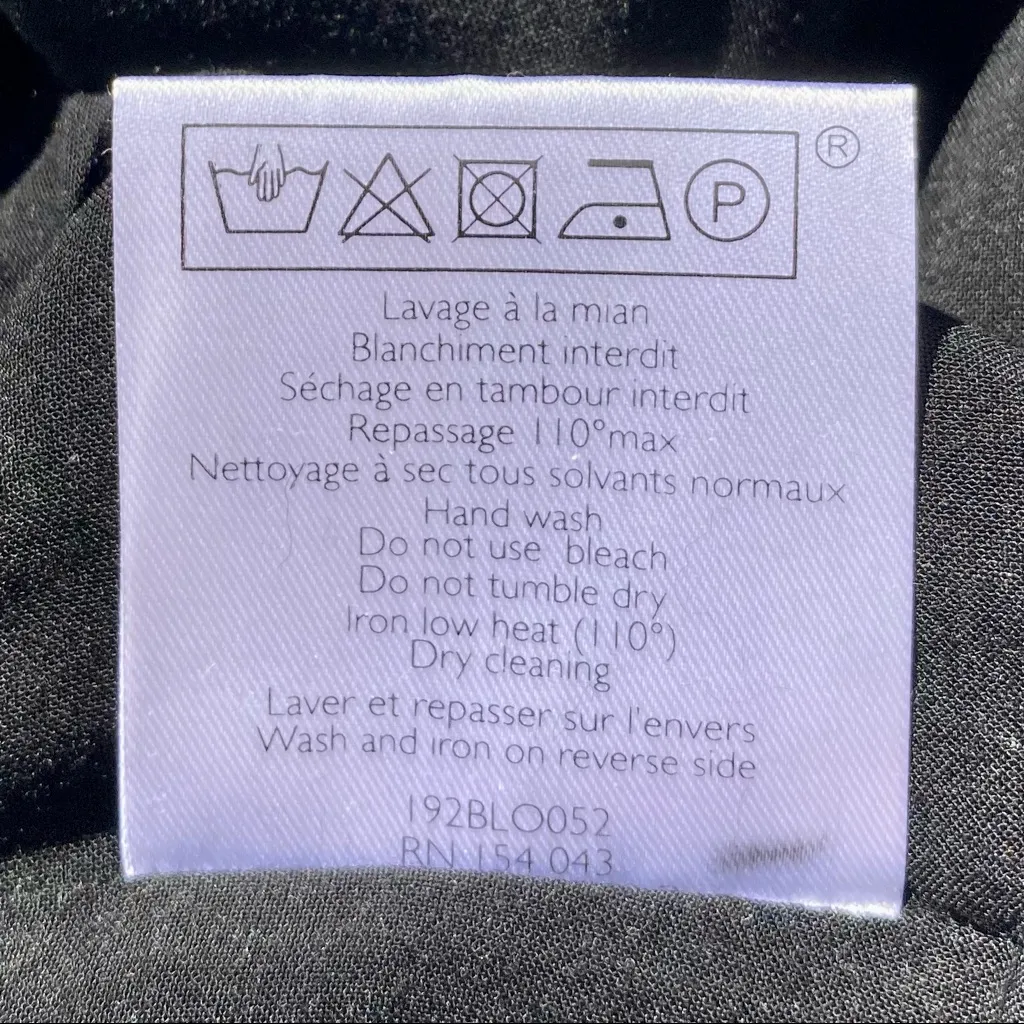 P
®
Lavage à la mian
Blanchiment interdit
Séchage en tambour interdit
Repassage 110°max
Nettoyage à sec tous solvants normaux
Hand wash
Do not use bleach
Do not tumble dry
Iron low heat (110°)
Dry cleaning
Laver et repasser sur l'envers
Wash and iron on reverse side
192BLO052
RN 154 043